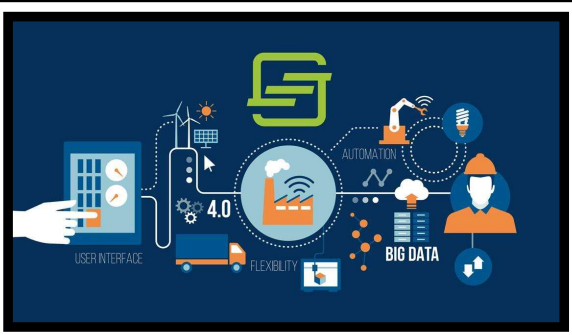 AUTOMATION
4.0
USER INTERFACE
FLEXIBILITY
BIG DATA